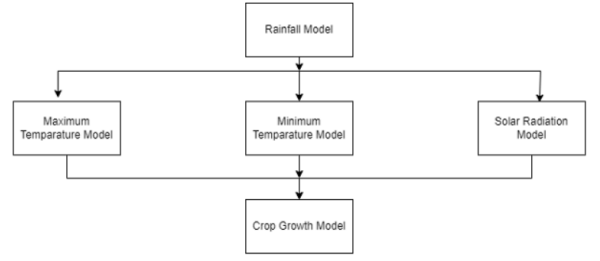 Rainfall Model
Maximum
Temparature Model
Minimum
Temparature Model
Solar Radiation
Model
Crop Growth Model